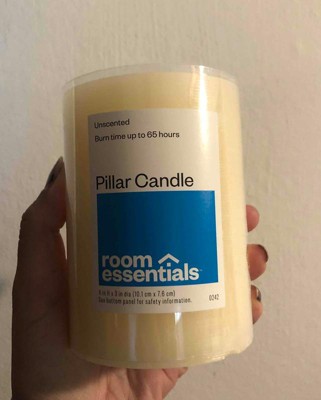 Unscented
Burn time up to 65 hours
Pillar Candle
room
essentials™
4 in H x 3 in dia (10.1 cm x 7.6 cm)
See bottom panel for safety information.
0242